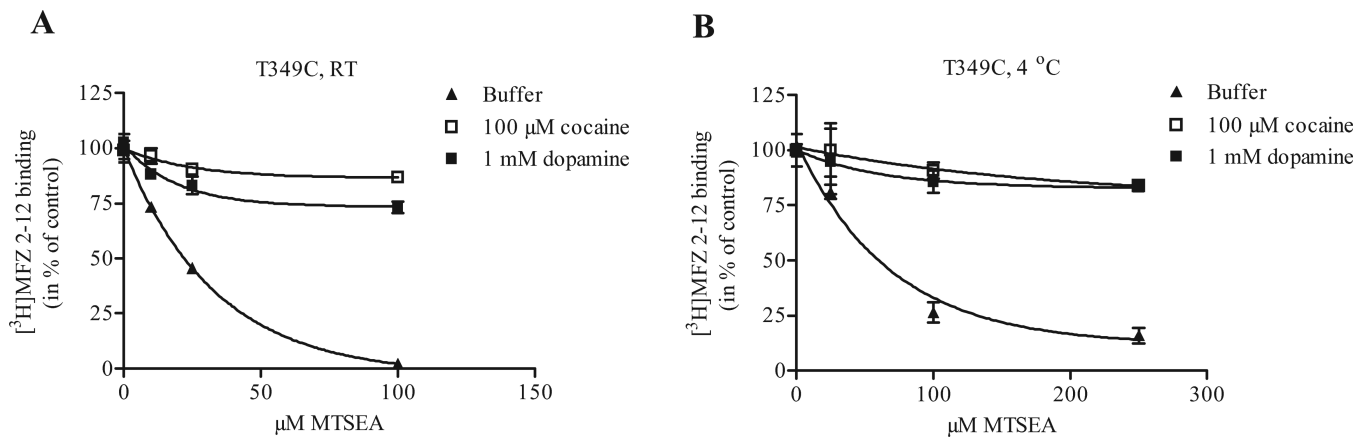 A
T349C, RT
[³H]MFZ 2-12 binding
(in % of control)
125
100
75
50
25
0
0
50
100
150
μM MTSEA
Buffer
100 μM cocaine
1 mM dopamine
B
T349C, 4 °C
[³H]MFZ 2-12 binding
(in % of control)
125
100
75
50
25
0
0
100
200
300
μM MTSEA
Buffer
100 μM cocaine
1 mM dopamine